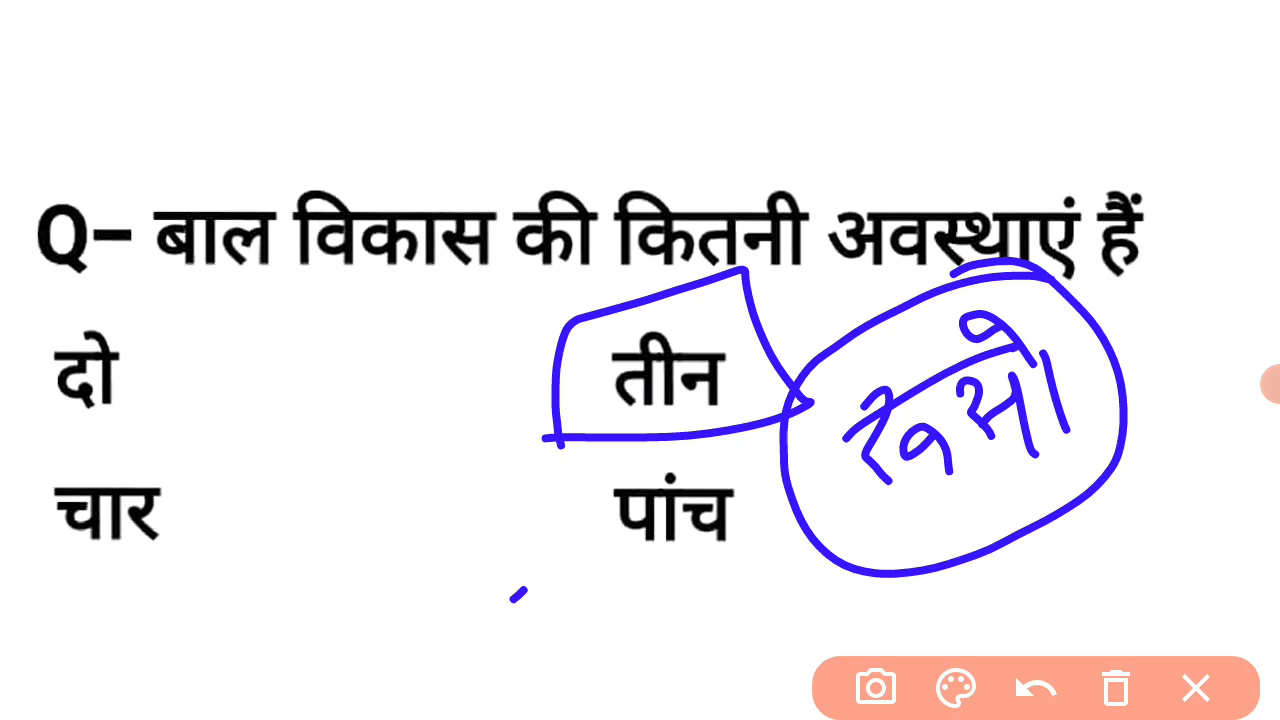 Q– बाल विकास की कितनी अवस्थाएं हैं
दो तीन
चार पांच